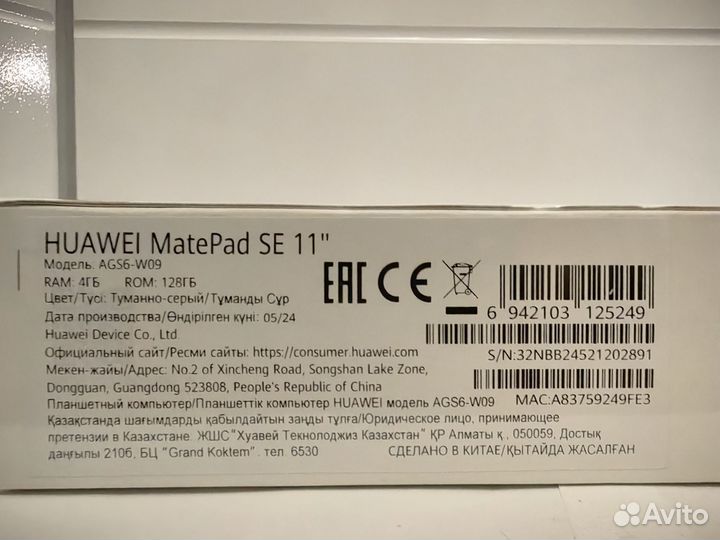 HUAWEI MatePad SE 11"
Модель: AGS6-W09
RAM: 4ГБ ROM: 128ГБ
Цвет/Түсі: Туманно-серый/Тұманды Сұр
Дата производства/Өндірілген күні: 05/24
Huawei Device Co., Ltd
Официальный сайт/Ресми сайты: https://consumer.huawei.com
Мекен-жайы/Адрес: No.2 of Xincheng Road, Songshan Lake Zone,
Dongguan, Guangdong 523808, People's Republic of China
Планшетный компьютер/Планшеттік компьютер HUAWEI модель AGS6-W09
Қазақстанда шағымдарды қабылдайтын заңды тұлға/Юридическое лицо, принимающее
претензии в Казахстане ЖШС"Хуавей Текнолоджиз Казахстан" ҚР Алматы қ., 050059, Достық
даңғылы 210б, БЦ "Grand Koktem". тел 6530
EAC CE
6 942103 125249
S/N:32NBB24521202891
MAC:A83759249FE3
СДЕЛАНО В КИТАЕ/ҚЫТАЙДА ЖАСАЛҒАН
Avito